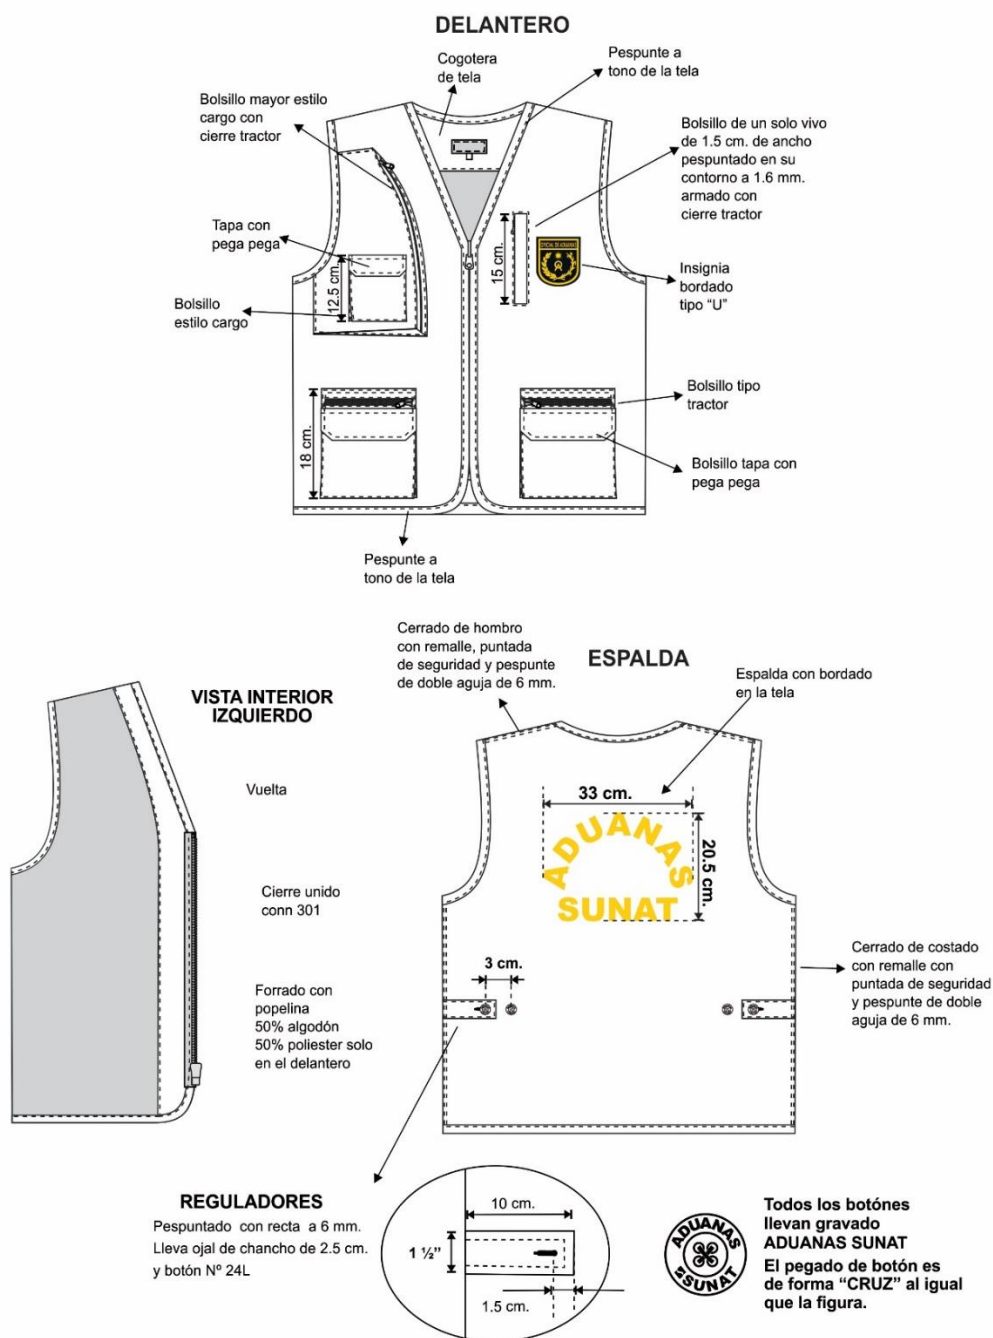 DELANTERO
Cogotera
de tela
Pespunte a
tono de la tela
Bolsillo mayor estilo
cargo con
cierre tractor
Bolsillo de un solo vivo
de 1.5 cm. de ancho
pespuntado en su
contorno a 1.6 mm.
armado con
cierre tractor
Tapa con
pega pega
12.5 cm.
15 cm.
OFICIAL DE ADUANAS
Insignia
bordado
tipo “U”
Bolsillo
estilo cargo
Bolsillo tipo
tractor
18 cm.
Bolsillo tapa con
pega pega
Pespunte a
tono de la tela
Cerrado de hombro
con remalle, puntada
de seguridad y pespunte
de doble aguja de 6 mm.
ESPALDA
Espalda con bordado
en la tela
VISTA INTERIOR
IZQUIERDO
Vuelta
33 cm.
ADUANAS
SUNAT
20.5 cm.
Cierre unido
conn 301
3 cm.
Cerrado de costado
con remalle con
puntada de seguridad
y pespunte de doble
aguja de 6 mm.
Forrado con
popelina
50% algodón
50% poliester solo
en el delantero
REGULADORES
Pespuntado con recta a 6 mm.
Lleva ojal de chancho de 2.5 cm.
y botón Nº 24L
10 cm.
1 ½”
1.5 cm.
ADUANAS
SUNAT
Todos los botónes
llevan gravado
ADUANAS SUNAT
El pegado de botón es
de forma “CRUZ” al igual
que la figura.